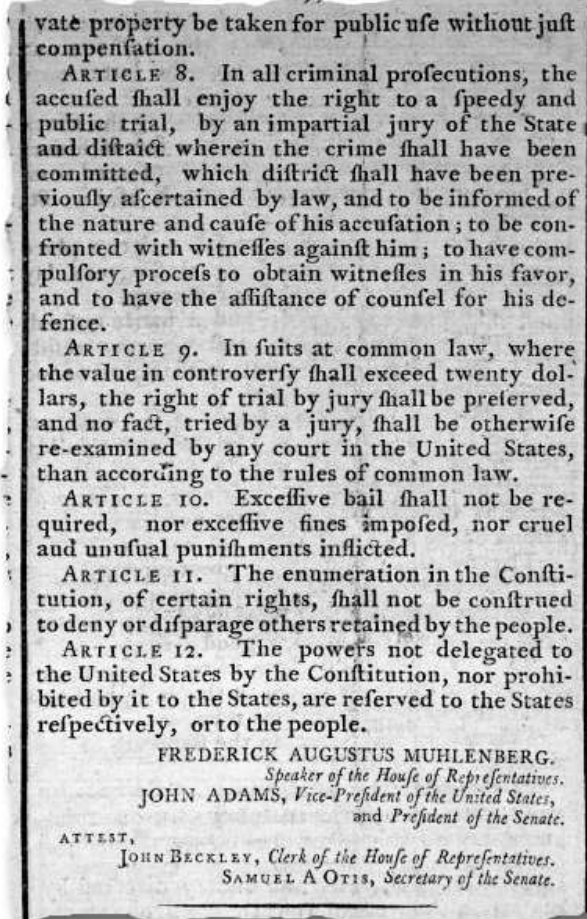 vate property be taken for public uſe without juſt
compenſation.
ARTICLE 8. In all criminal proſecutions, the
accuſed ſhall enjoy the right to a ſpeedy and
public trial, by an impartial jury of the State
and diſtaict wherein the crime ſhall have been
committed, which diſtrict ſhall have been pre-
viouſly aſcertained by law, and to be informed of
the nature and cauſe of his accuſation; to be con-
fronted with witneſſes againſt him; to have com-
pulſory proceſs to obtain witneſſes in his favor,
and to have the aſſiſtance of counſel for his de-
fence.
ARTICLE 9. In ſuits at common law, where
the value in controverſy ſhall exceed twenty dol-
lars, the right of trial by jury ſhall be preſerved,
and no fact, tried by a jury, ſhall be otherwiſe
re-examined by any court in the United States,
than according to the rules of common law.
ARTICLE 10. Exceſſive bail ſhall not be re-
quired, nor exceſſive fines impoſed, nor cruel
aud unuſual puniſhments inflicted.
ARTICLE 11. The enumeration in the Conſti-
tution, of certain rights, ſhall not be conſtrued
to deny or diſparage others retained by the people.
ARTICLE 12. The powers not delegated to
the United States by the Conſtitution, nor prohi-
bited by it to the States, are reſerved to the States
reſpectively, or to the people.
FREDERICK AUGUSTUS MUHLENBERG.
Speaker of the Houſe of Repreſentatives.
JOHN ADAMS, Vice-Preſident of the United States,
and Preſident of the Senate.
ATTEST,
JOHN BECKLEY, Clerk of the Houſe of Repreſentatives.
SAMUEL A OTIS, Secretary of the Senate.